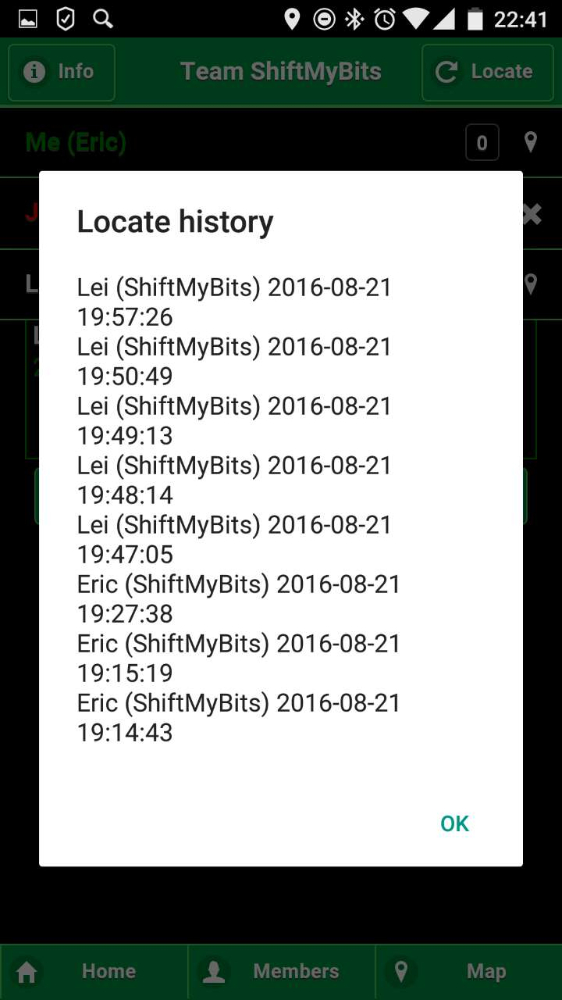 22:41
Info
Team ShiftMyBits
Locate
Me (Eric)
0
J
L
L
2
Locate history
Lei (ShiftMyBits) 2016-08-21
19:57:26
Lei (ShiftMyBits) 2016-08-21
19:50:49
Lei (ShiftMyBits) 2016-08-21
19:49:13
Lei (ShiftMyBits) 2016-08-21
19:48:14
Lei (ShiftMyBits) 2016-08-21
19:47:05
Eric (ShiftMyBits) 2016-08-21
19:27:38
Eric (ShiftMyBits) 2016-08-21
19:15:19
Eric (ShiftMyBits) 2016-08-21
19:14:43
OK
Home
Members
Map